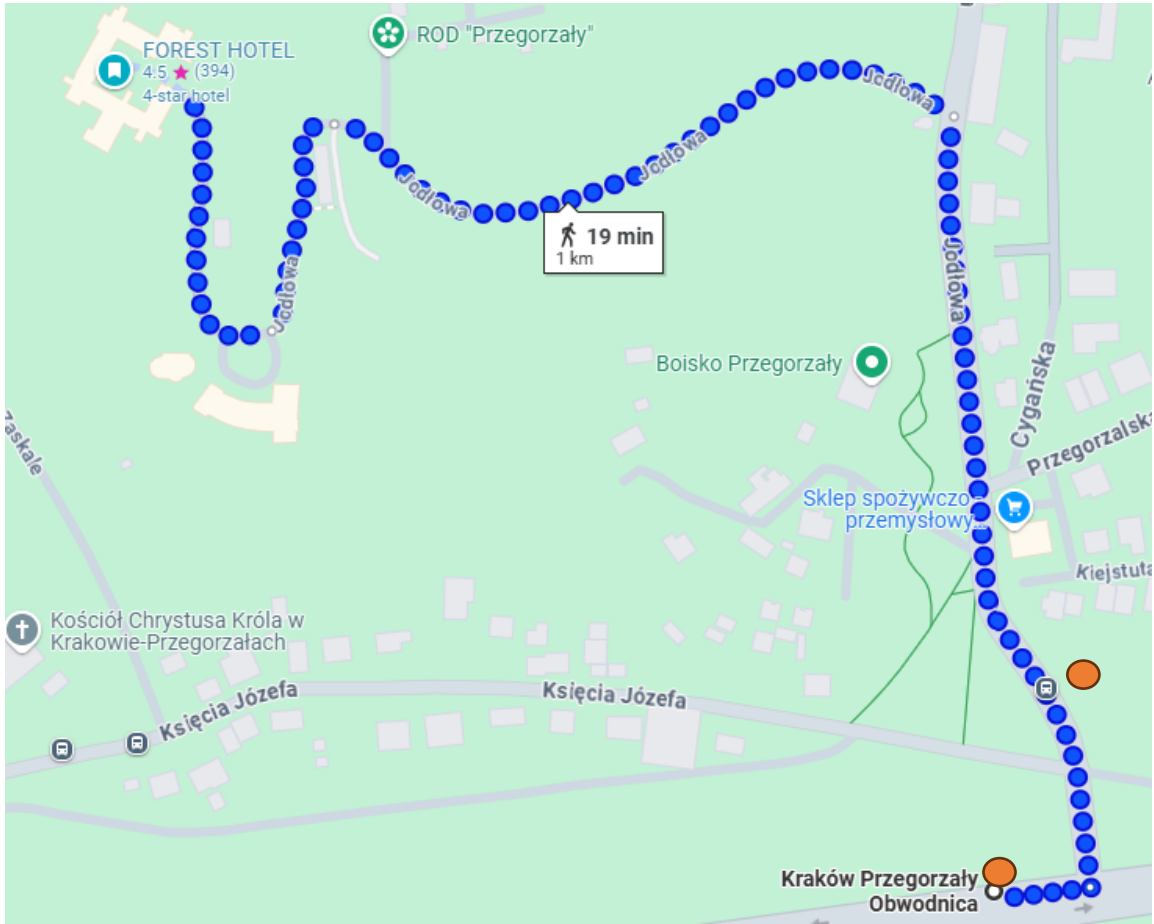 FOREST HOTEL
4.5 ★ (394)
4-star hotel
ROD "Przegorzały"
Jodłowa
Jodłowa
Jodłowa
Jodłowa
19 min
1 km
Jodłowa
Boisko Przegorzały
Cygańska
Przegorzalska
zaskale
Sklep spożywczo
przemysłowy...
Kiejstuta
Kościół Chrystusa Króla w
Krakowie-Przegorzałach
Księcia Józefa
Księcia Józefa
Kraków Przegorzały
Obwodnica